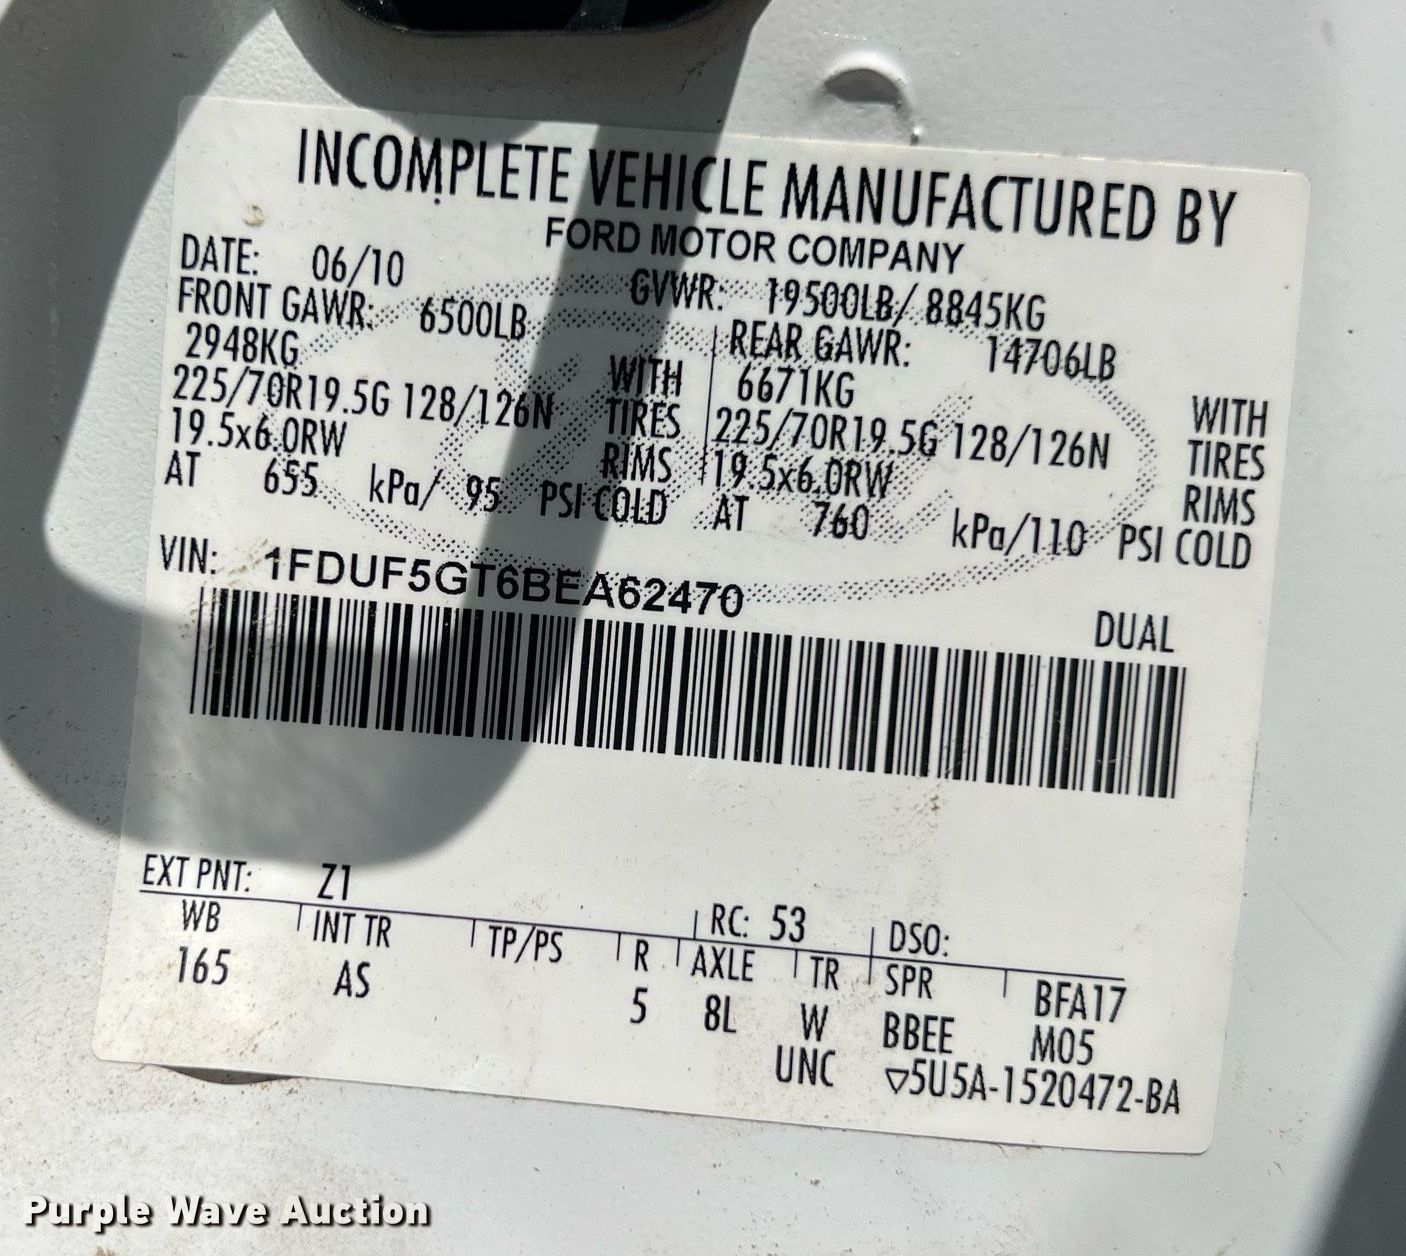 INCOMPLETE VEHICLE MANUFACTURED BY
FORD MOTOR COMPANY
DATE: 06/10 GVWR: 19500LB/ 8845KG
FRONT GAWR: 6500LB REAR GAWR: 14706LB
2948KG WITH 6671KG WITH
225/70R19.5G 128/126N TIRES 225/70R19.5G 128/126N TIRES
19.5x6.0RW RIMS 19.5x6.0RW RIMS
AT 655 kPa/ 95 PSI COLD AT 760 kPa/110 PSI COLD
VIN: 1FDUF5GT6BEA62470
DUAL
EXT PNT: Z1 RC: 53 DSO:
WB INT TR TP/PS R AXLE TR SPR BFA17
165 AS 5 8L W BBEE M05
UNC ▽5U5A-1520472-BA
Purple Wave Auction